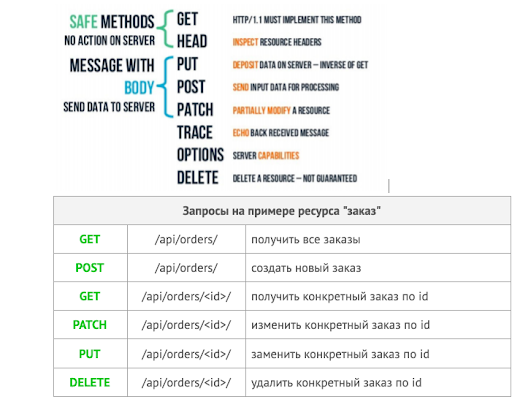 SAFE METHODS
NO ACTION ON SERVER
GET HTTP/1.1 MUST IMPLEMENT THIS METHOD
HEAD INSPECT RESOURCE HEADERS
MESSAGE WITH
BODY
SEND DATA TO SERVER
PUT DEPOSIT DATA ON SERVER – INVERSE OF GET
POST SEND INPUT DATA FOR PROCESSING
PATCH PARTIALLY MODIFY A RESOURCE
TRACE ECHO BACK RECEIVED MESSAGE
OPTIONS SERVER CAPABILITIES
DELETE DELETE A RESOURCE – NOT GUARANTEED
Запросы на примере ресурса "заказ"
GET /api/orders/ получить все заказы
POST /api/orders/ создать новый заказ
GET /api/orders/<id>/ получить конкретный заказ по id
PATCH /api/orders/<id>/ изменить конкретный заказ по id
PUT /api/orders/<id>/ заменить конкретный заказ по id
DELETE /api/orders/<id>/ удалить конкретный заказ по id